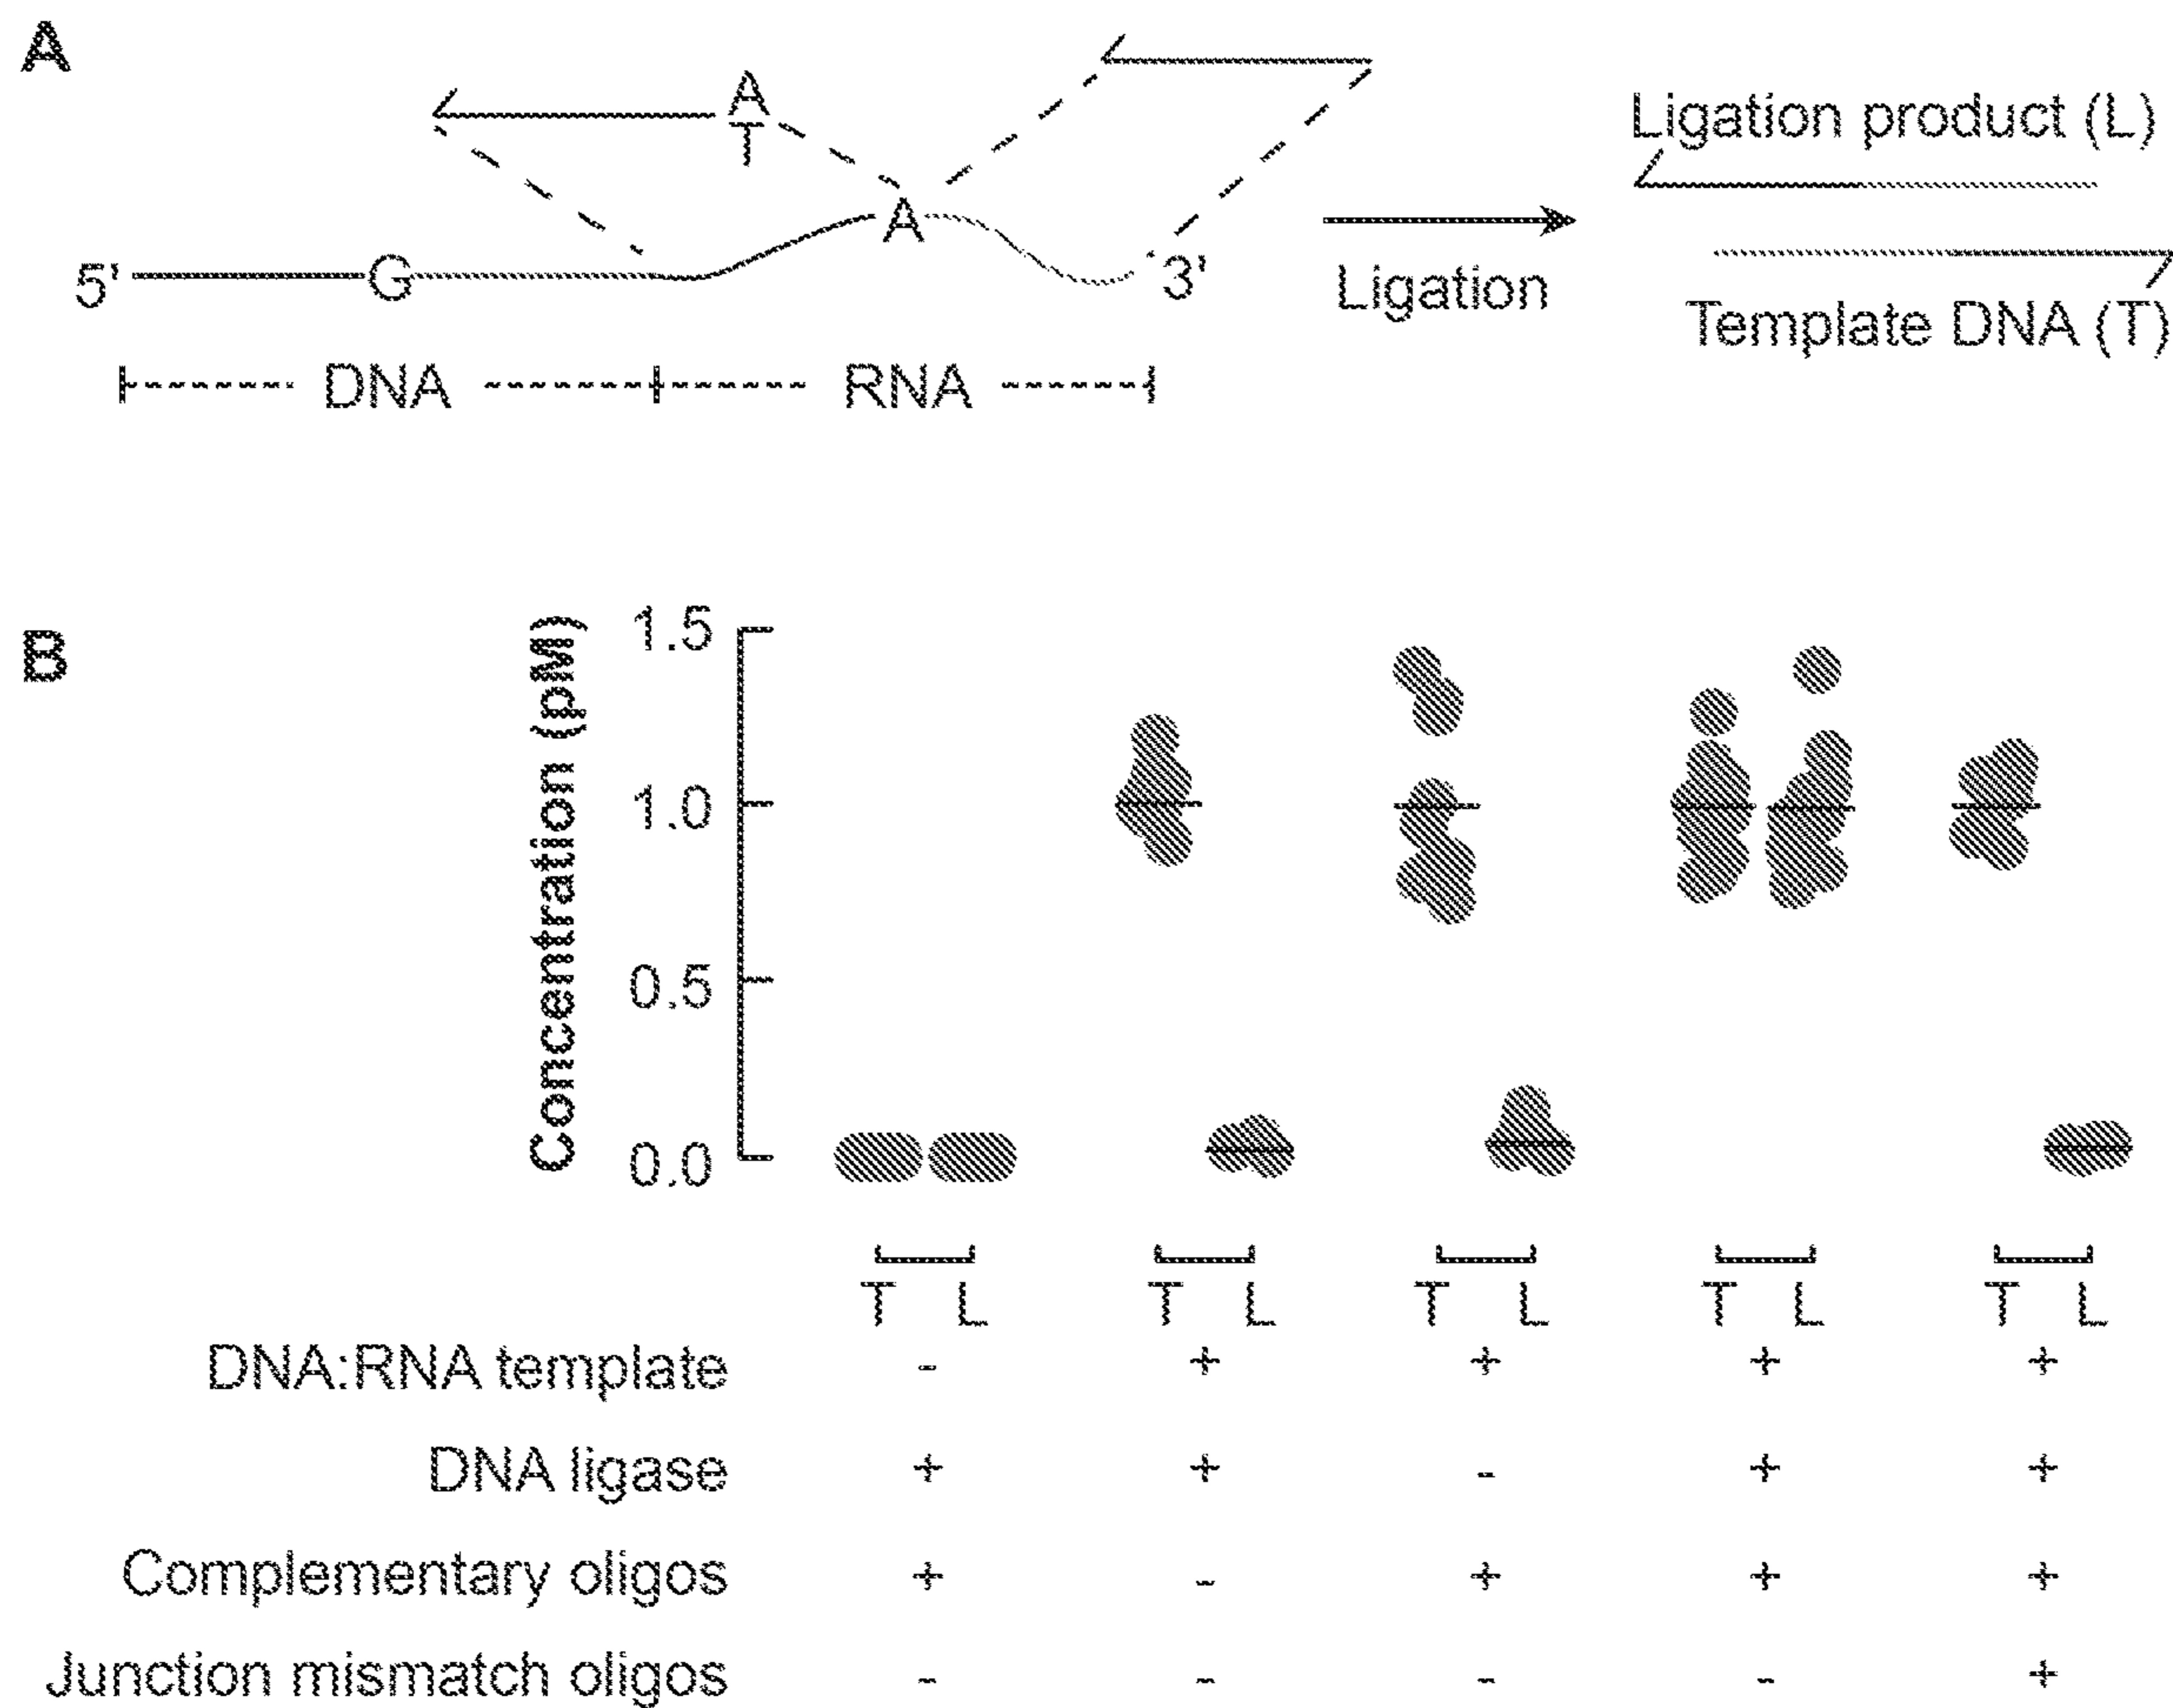 A
A
T
Ligation product (L)
A
5'
G
3'
Ligation
Template DNA (T)
DNA
RNA
B
Concentration (pM)
1.5
1.0
0.5
0.0
T L T L T L T L T L
DNA:RNA template - + + + +
DNA ligase + + - + +
Complementary oligos + - + + +
Junction mismatch oligos - - - - +